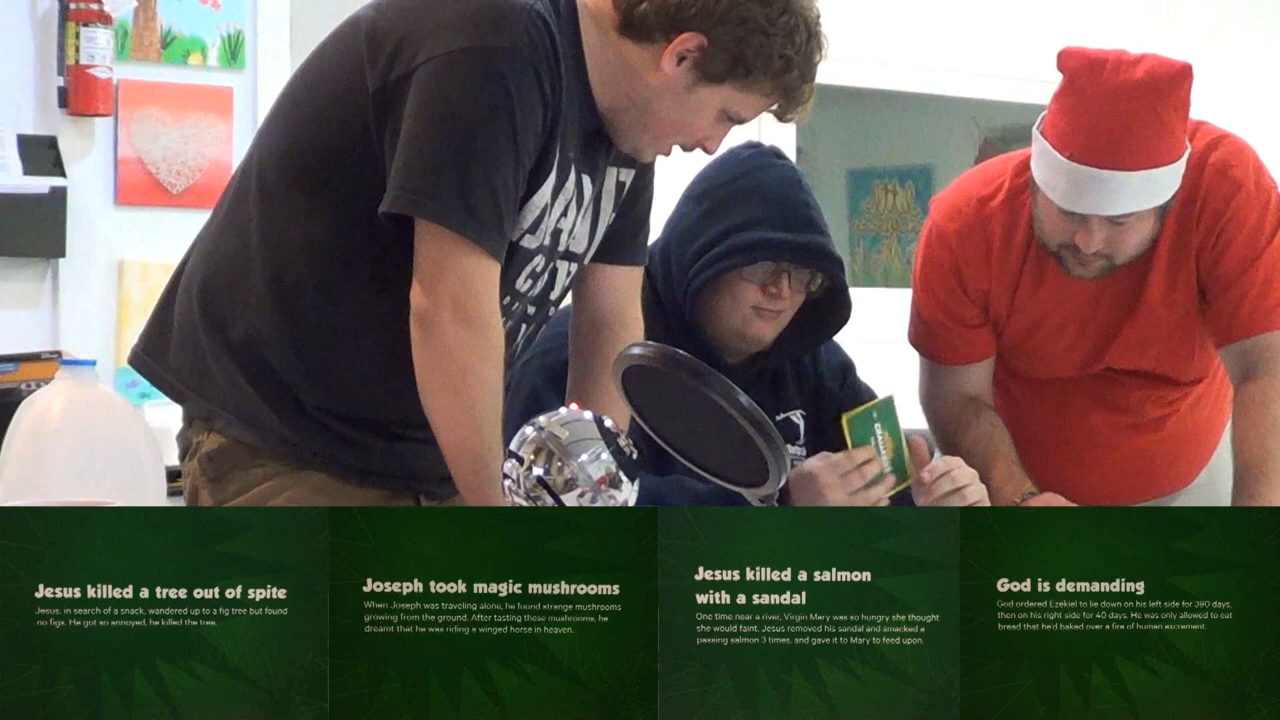 Jesus killed a tree out of spite
Jesus, in search of a snack, wandered up to a fig tree but found
no figs. He got so annoyed, he killed the tree.
Joseph took magic mushrooms
When Joseph was traveling alone, he found strange mushrooms
growing from the ground. After tasting these mushrooms, he
dreamt that he was riding a winged horse in heaven.
Jesus killed a salmon
with a sandal
One time near a river, Virgin Mary was so hungry she thought
she would faint. Jesus removed his sandal and smacked a
passing salmon 3 times, and gave it to Mary to feed upon.
God is demanding
God ordered Ezekiel to lie down on his left side for 390 days,
then on his right side for 40 days. He was only allowed to eat
bread that he'd baked over a fire of human excrement.